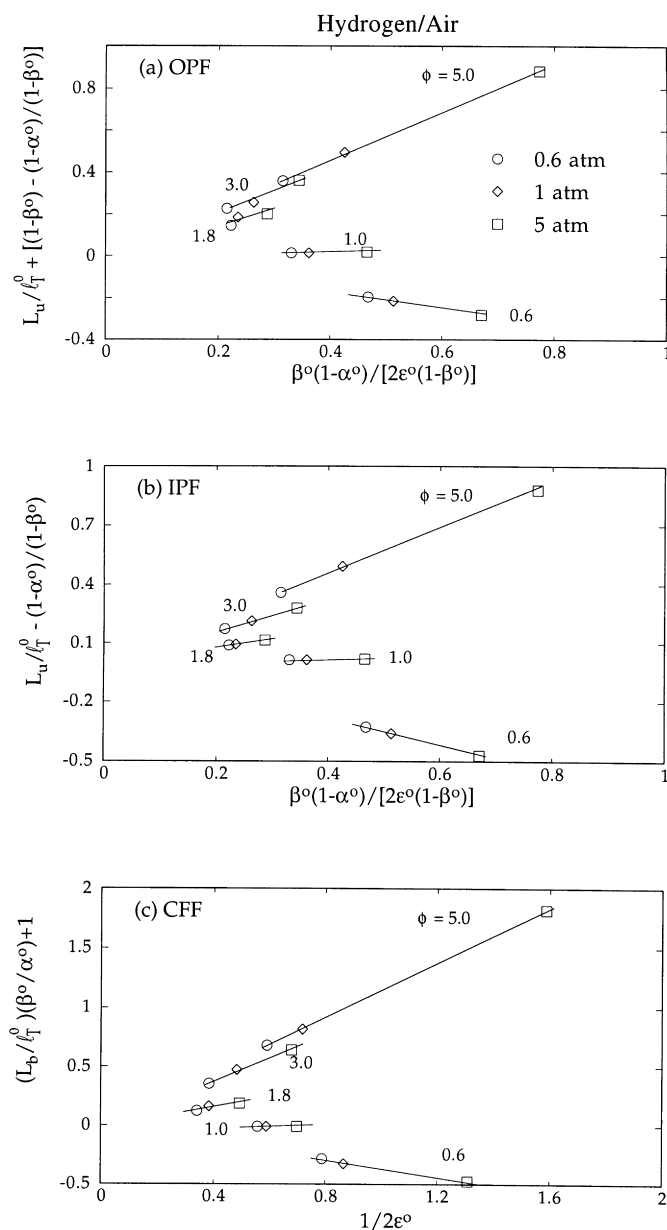 Hydrogen/Air
(a) OPF
ϕ = 5.0
3.0
1.8
1.0
0.6
○ 0.6 atm
◇ 1 atm
□ 5 atm
0.8
0.4
0
-0.4
L_u/ℓ_T^0 + [(1-β^o) - (1-α^o)/(1-β^o)]
0 0.2 0.4 0.6 0.8 1
β^o(1-α^o)/[2ε^o(1-β^o)]
(b) IPF
ϕ = 5.0
3.0
1.8
1.0
0.6
1
0.7
0.4
0.1
-0.2
-0.5
L_u/ℓ_T^0 - (1-α^o)/(1-β^o)
0 0.2 0.4 0.6 0.8 1
β^o(1-α^o)/[2ε^o(1-β^o)]
(c) CFF
ϕ = 5.0
3.0
1.8
1.0
0.6
2
1.5
1
0.5
0
-0.5
(L_b/ℓ_T^0)(β^o/α^o)+1
0 0.4 0.8 1.2 1.6 2
1/2ε^o